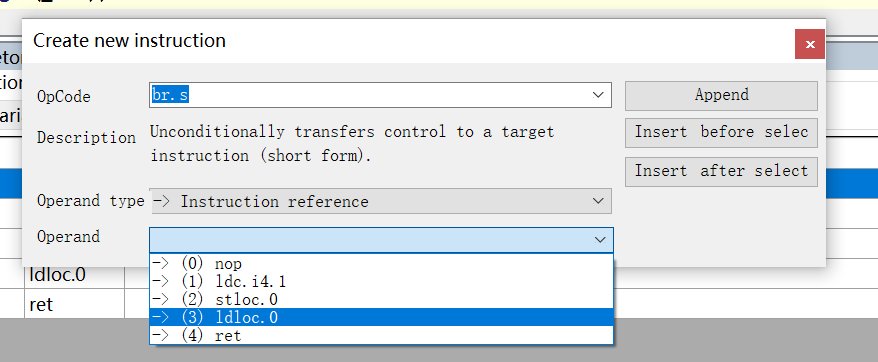 Create new instruction
x
OpCode
br.s
Append
Description
Unconditionally transfers control to a target
instruction (short form).
Insert before selec
Insert after select
Operand type
-> Instruction reference
Operand
-> (0) nop
-> (1) ldc.i4.1
-> (2) stloc.0
-> (3) ldloc.0
-> (4) ret
ldloc.0
ret